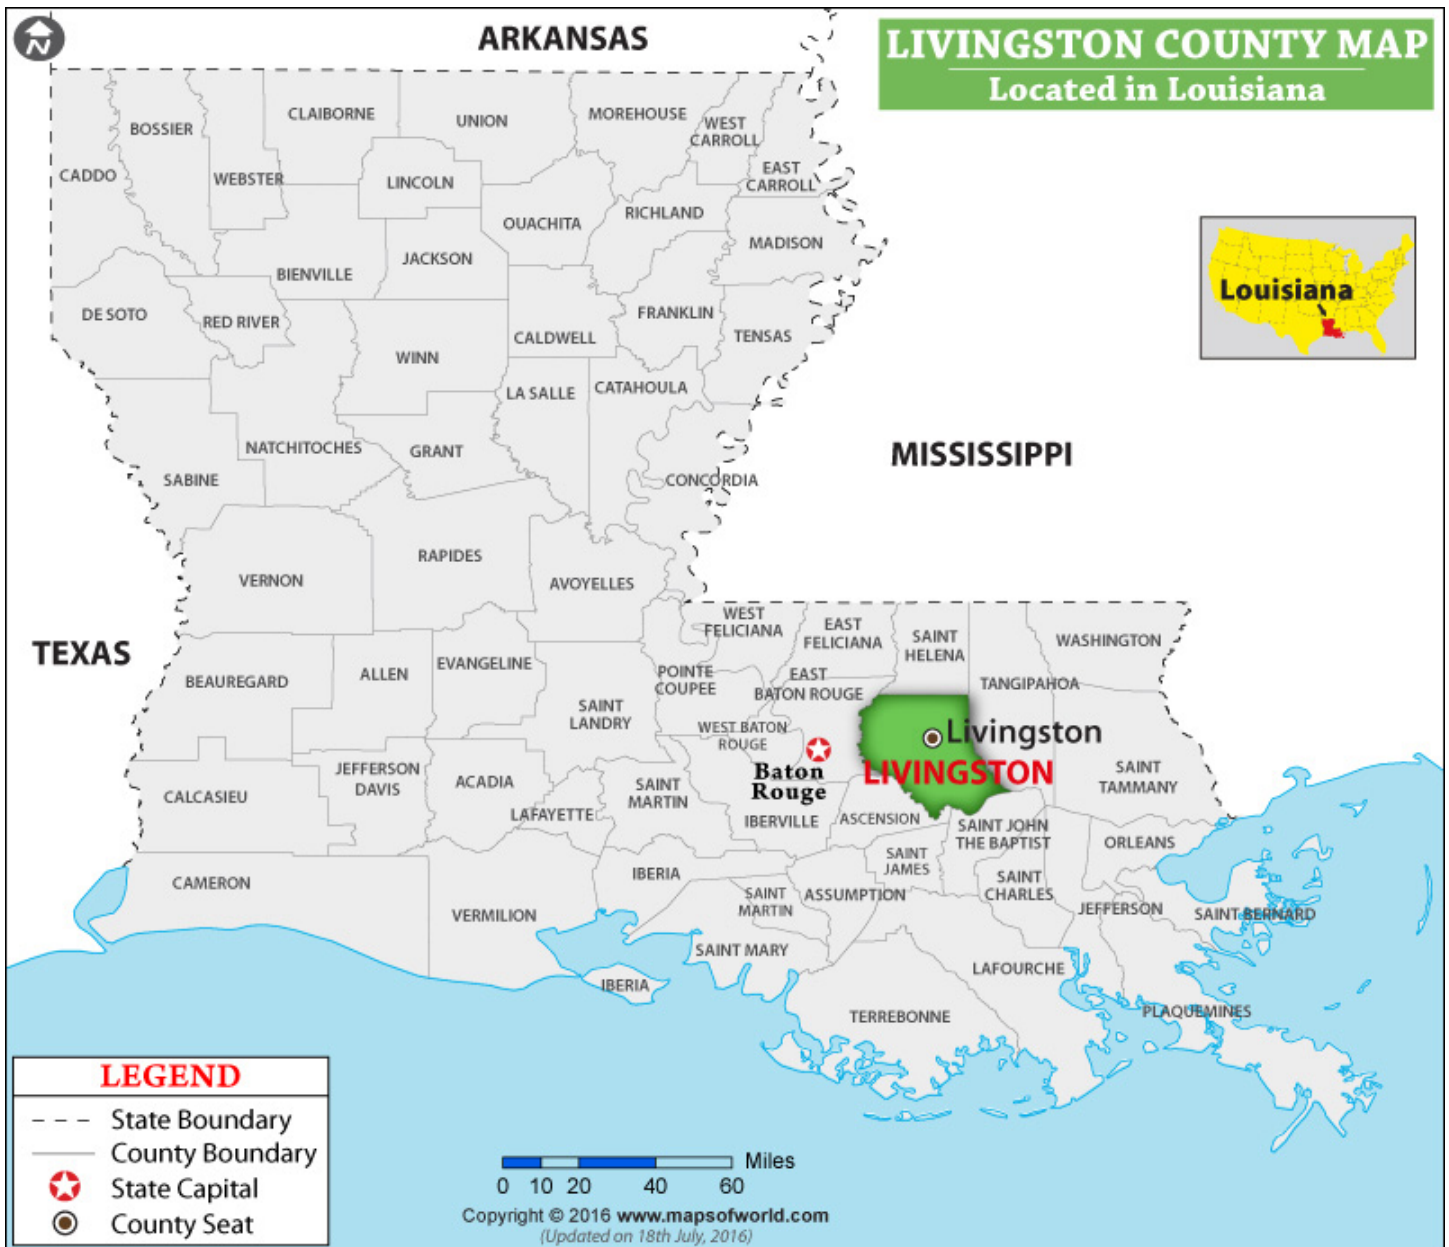 N
ARKANSAS
LIVINGSTON COUNTY MAP
Located in Louisiana
CLAIBORNE
UNION
MOREHOUSE
BOSSIER
WEST
CARROLL
CADDO
WEBSTER
LINCOLN
EAST
CARROLL
OUACHITA
RICHLAND
MADISON
JACKSON
BIENVILLE
Louisiana
DE SOTO
RED RIVER
FRANKLIN
CALDWELL
TENSAS
WINN
LA SALLE
CATAHOULA
NATCHITOCHES
GRANT
MISSISSIPPI
SABINE
CONCORDIA
RAPIDES
VERNON
AVOYELLES
WEST
FELICIANA
EAST
FELICIANA
SAINT
HELENA
WASHINGTON
TEXAS
EVANGELINE
ALLEN
BEAUREGARD
POINTE
COUPEE
EAST
BATON ROUGE
TANGIPAHOA
SAINT
LANDRY
WEST BATON
ROUGE
Livingston
LIVINGSTON
Baton
Rouge
JEFFERSON
DAVIS
ACADIA
SAINT
MARTIN
SAINT
TAMMANY
CALCASIEU
LAFAYETTE
IBERVILLE
ASCENSION
SAINT JOHN
THE BAPTIST
ORLEANS
SAINT
JAMES
CAMERON
IBERIA
SAINT
CHARLES
SAINT
MARTIN
ASSUMPTION
JEFFERSON
SAINT BERNARD
VERMILION
SAINT MARY
LAFOURCHE
IBERIA
TERREBONNE
PLAQUEMINES
LEGEND
State Boundary
County Boundary
State Capital
County Seat
Miles
0 10 20 40 60
Copyright © 2016 www.mapsofworld.com
(Updated on 18th July, 2016)